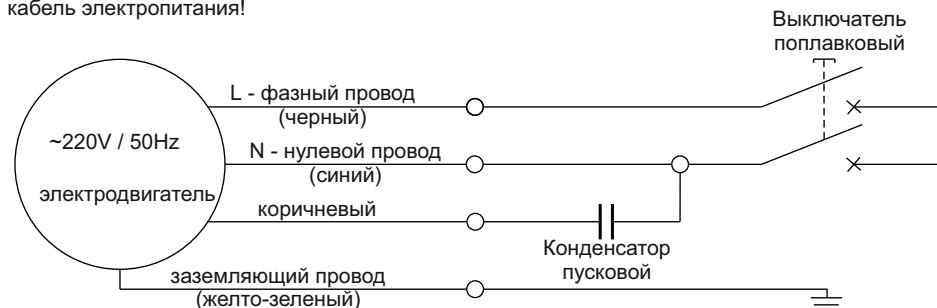 кабель электропитания!
Выключатель
поплавковый
L - фазный провод
(черный)
~220V / 50Hz
N - нулевой провод
(синий)
электродвигатель
коричневый
Конденсатор
пусковой
заземляющий провод
(желто-зеленый)